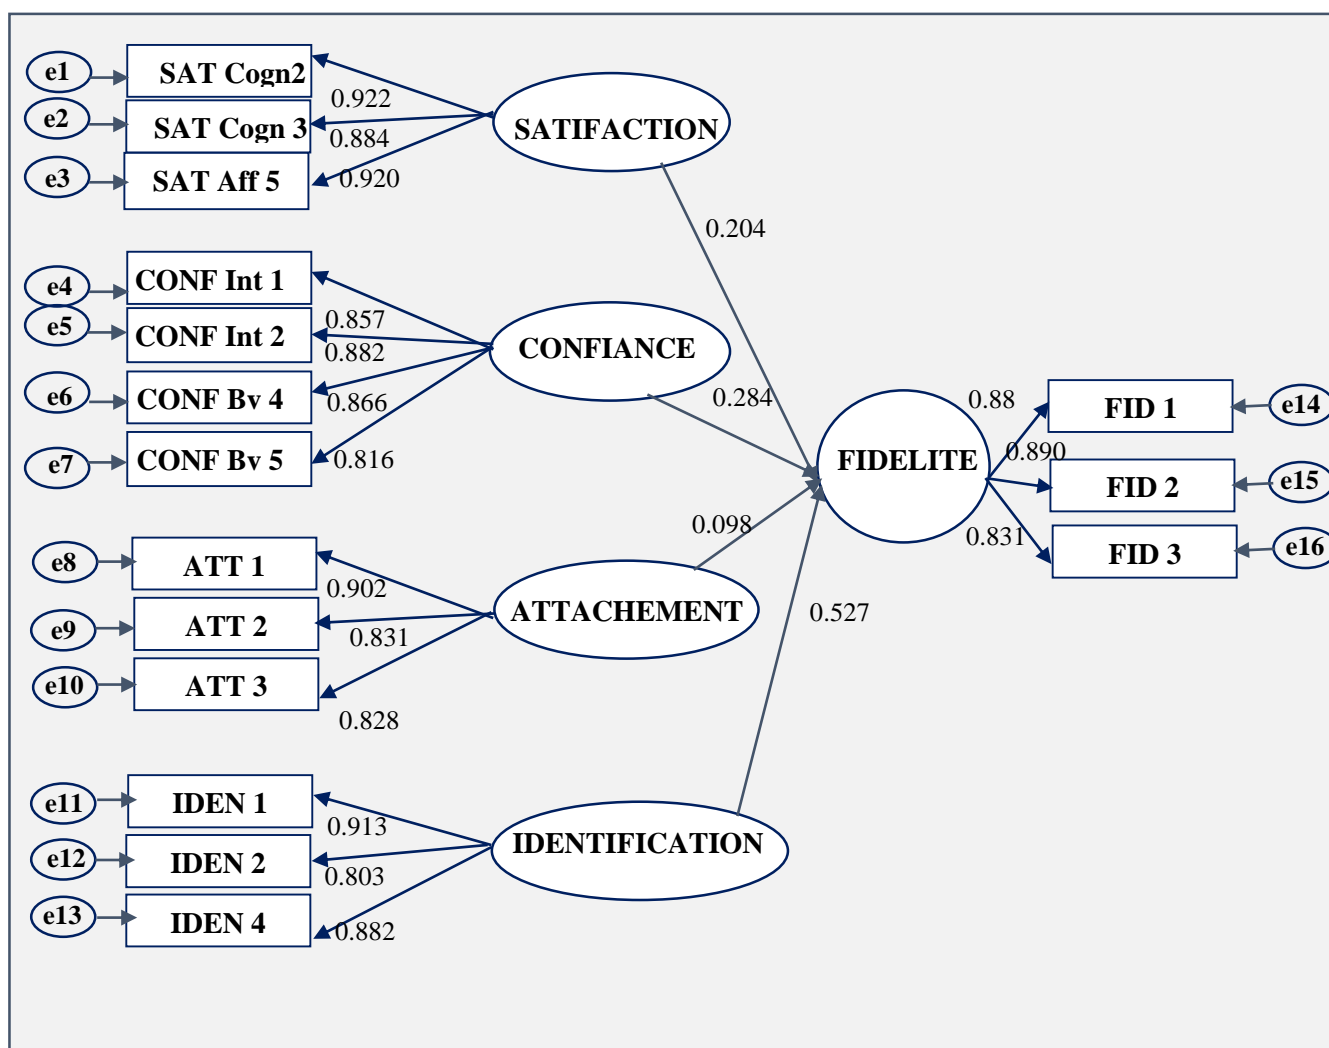 e1
SAT Cogn2
0.922
e2
SAT Cogn 3
0.884
e3
SAT Aff 5
0.920
SATIFACTION
0.204
e4
CONF Int 1
0.857
e5
CONF Int 2
0.882
e6
CONF Bv 4
0.866
e7
CONF Bv 5
0.816
CONFIANCE
0.284
FIDELITE
0.88
FID 1
e14
0.890
FID 2
e15
0.831
FID 3
e16
e8
ATT 1
0.902
e9
ATT 2
0.831
e10
ATT 3
0.828
ATTACHEMENT
0.098
0.527
e11
IDEN 1
0.913
e12
IDEN 2
0.803
e13
IDEN 4
0.882
IDENTIFICATION